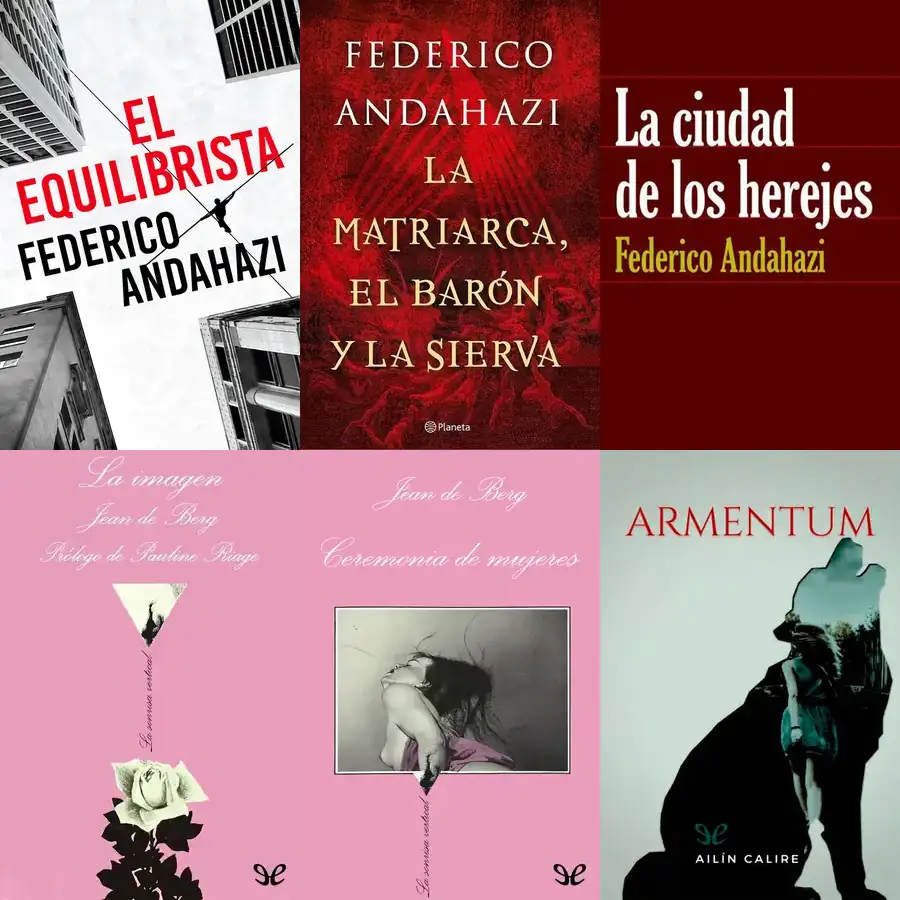 EL
EQUILIBRISTA
FEDERICO
ANDAHAZI
FEDERICO
ANDAHAZI
LA
MATRIARCA,
EL BARÓN
Y LA SIERVA
Planeta
La ciudad
de los herejes
Federico Andahazi
La imagen
Jean de Berg
Prólogo de Pauline Réage
La sonrisa vertical
Jean de Berg
Ceremonia de mujeres
La sonrisa vertical
ARMENTUM
AILÍN CALIRE